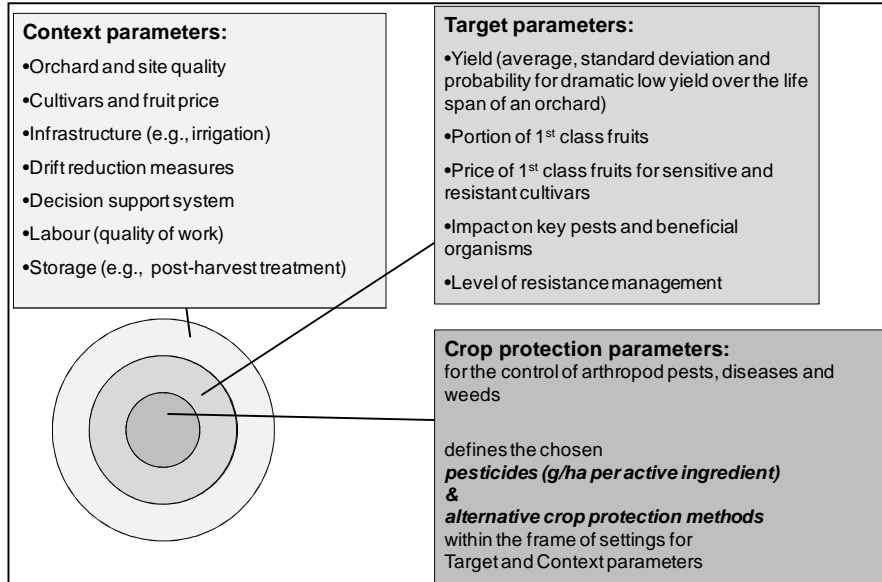 Context parameters:
•Orchard and site quality
•Cultivars and fruit price
•Infrastructure (e.g., irrigation)
•Drift reduction measures
•Decision support system
•Labour (quality of work)
•Storage (e.g., post-harvest treatment)
Target parameters:
•Yield (average, standard deviation and
probability for dramatic low yield over the life
span of an orchard)
•Portion of 1st class fruits
•Price of 1st class fruits for sensitive and
resistant cultivars
•Impact on key pests and beneficial
organisms
•Level of resistance management
Crop protection parameters:
for the control of arthropod pests, diseases and
weeds
defines the chosen
pesticides (g/ha per active ingredient)
&
alternative crop protection methods
within the frame of settings for
Target and Context parameters